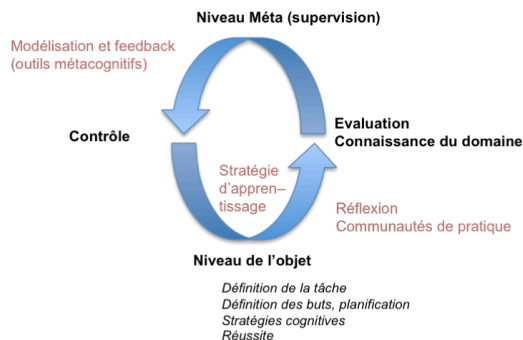 Niveau Méta (supervision)
Modélisation et feedback
(outils métacognitifs)
Contrôle
Evaluation
Connaissance du domaine
Stratégie
d'appren–
tissage
Réflexion
Communautés de pratique
Niveau de l'objet
Définition de la tâche
Définition des buts, planification
Stratégies cognitives
Réussite